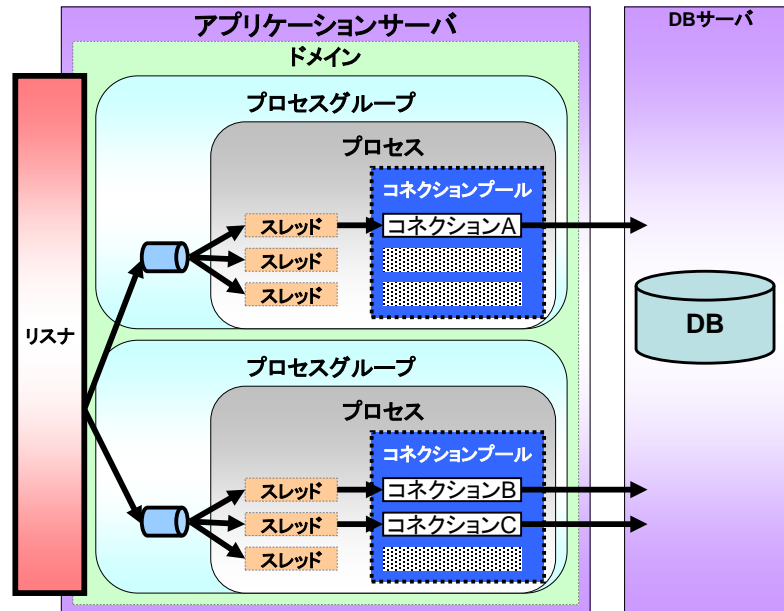 アプリケーションサーバ
DBサーバ
ドメイン
プロセスグループ
プロセス
コネクションプール
スレッド
コネクションA
スレッド
スレッド
リスナ
DB
プロセスグループ
プロセス
コネクションプール
スレッド
コネクションB
スレッド
コネクションC
スレッド